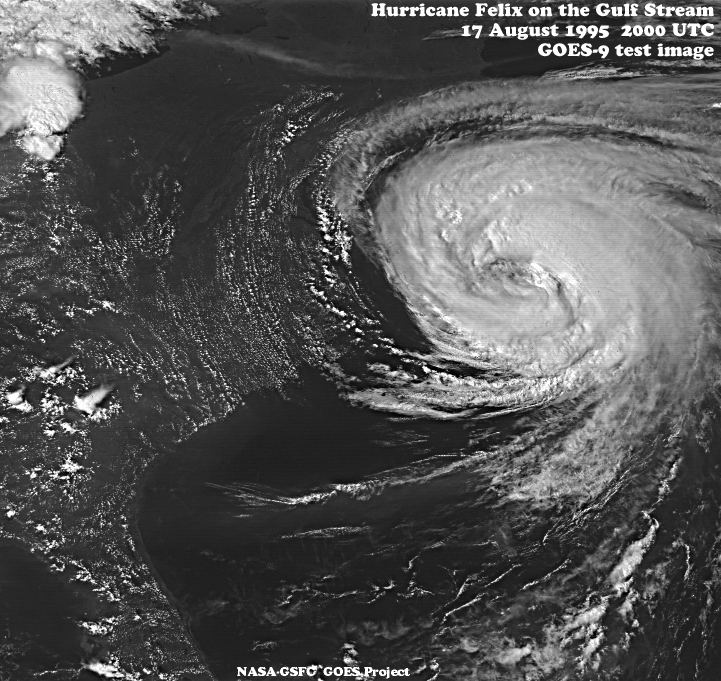 Hurricane Felix on the Gulf Stream
17 August 1995 2000 UTC
GOES-9 test image
NASA-GSFC GOES Project